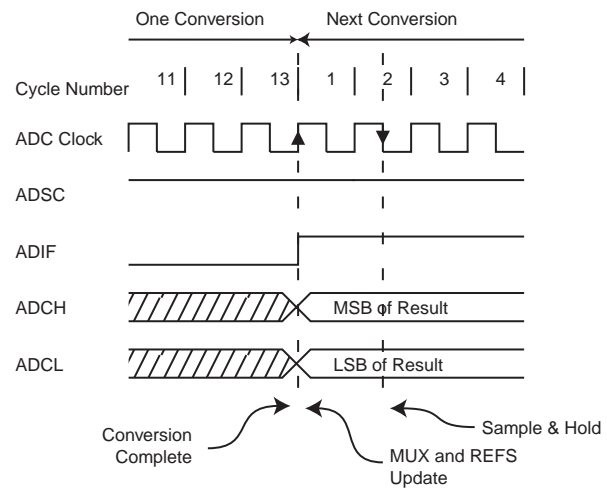 One Conversion Next Conversion
Cycle Number 11 12 13 1 2 3 4
ADC Clock
ADSC
ADIF
ADCH MSB of Result
ADCL LSB of Result
Conversion
Complete
MUX and REFS
Update
Sample & Hold